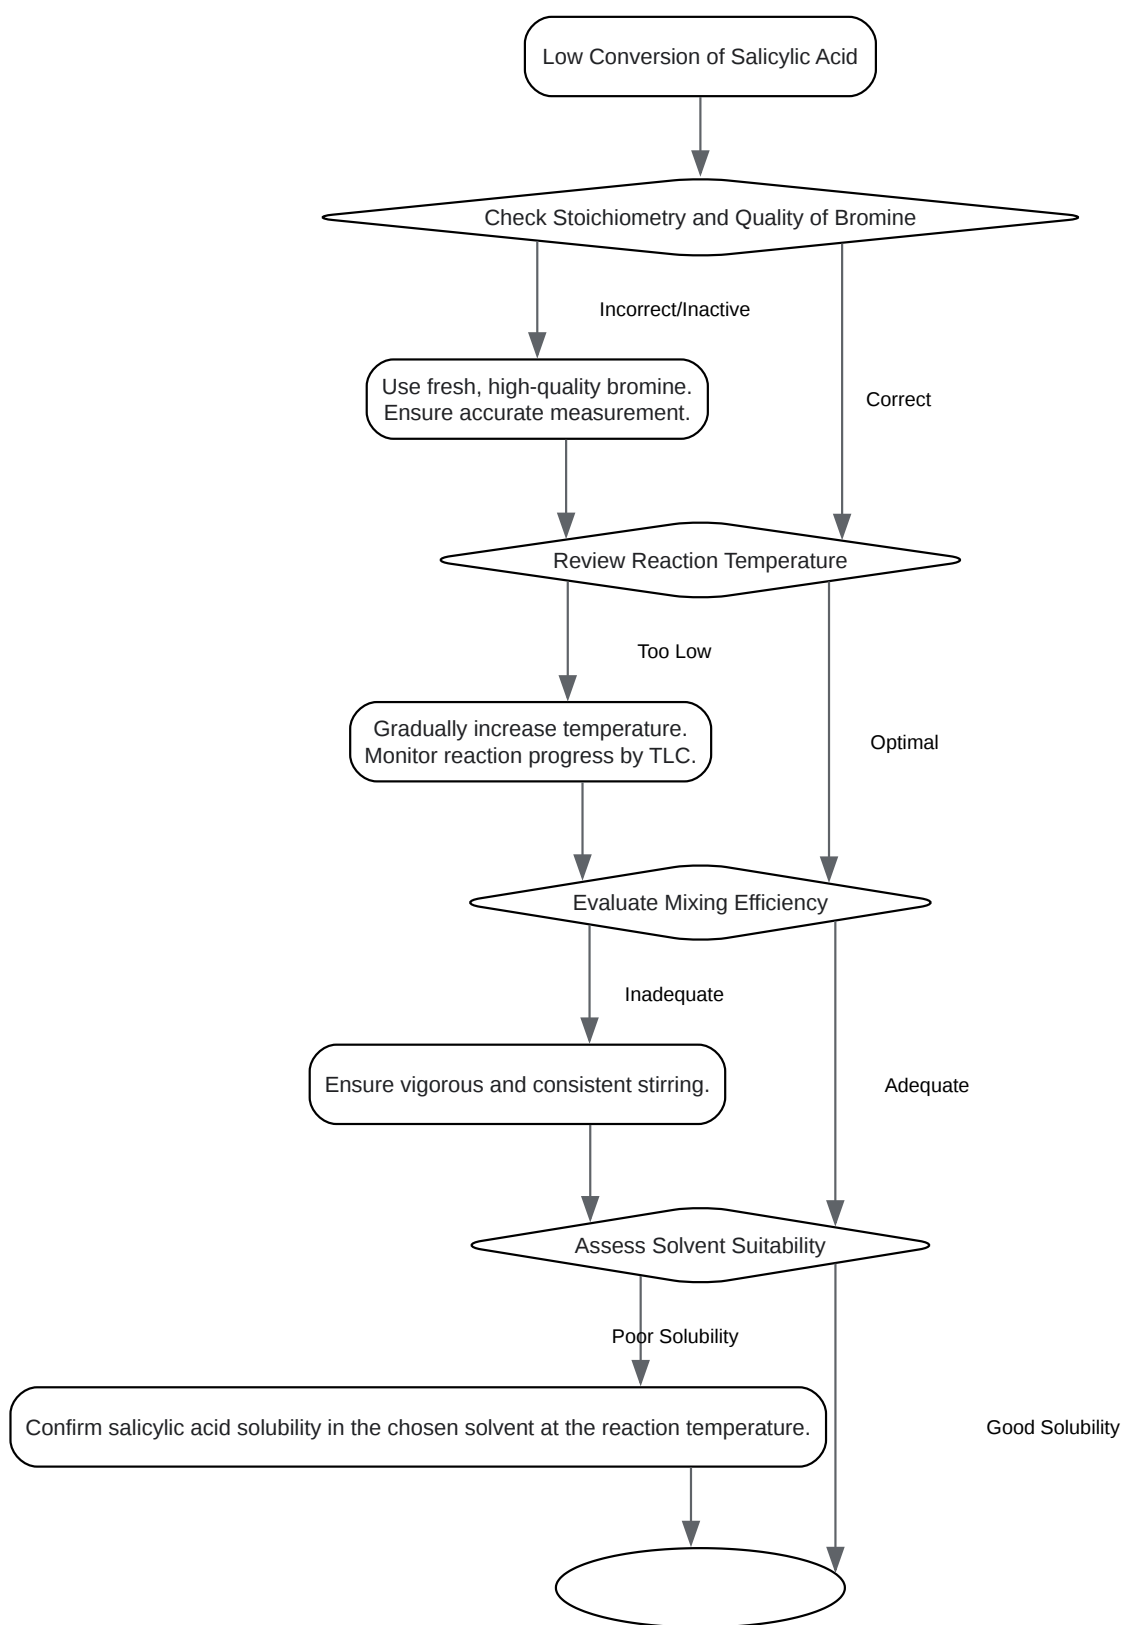 Low Conversion of Salicylic Acid
Check Stoichiometry and Quality of Bromine
Incorrect/Inactive
Use fresh, high-quality bromine.
Ensure accurate measurement.
Correct
Review Reaction Temperature
Too Low
Gradually increase temperature.
Monitor reaction progress by TLC.
Optimal
Evaluate Mixing Efficiency
Inadequate
Ensure vigorous and consistent stirring.
Adequate
Assess Solvent Suitability
Poor Solubility
Confirm salicylic acid solubility in the chosen solvent at the reaction temperature.
Good Solubility